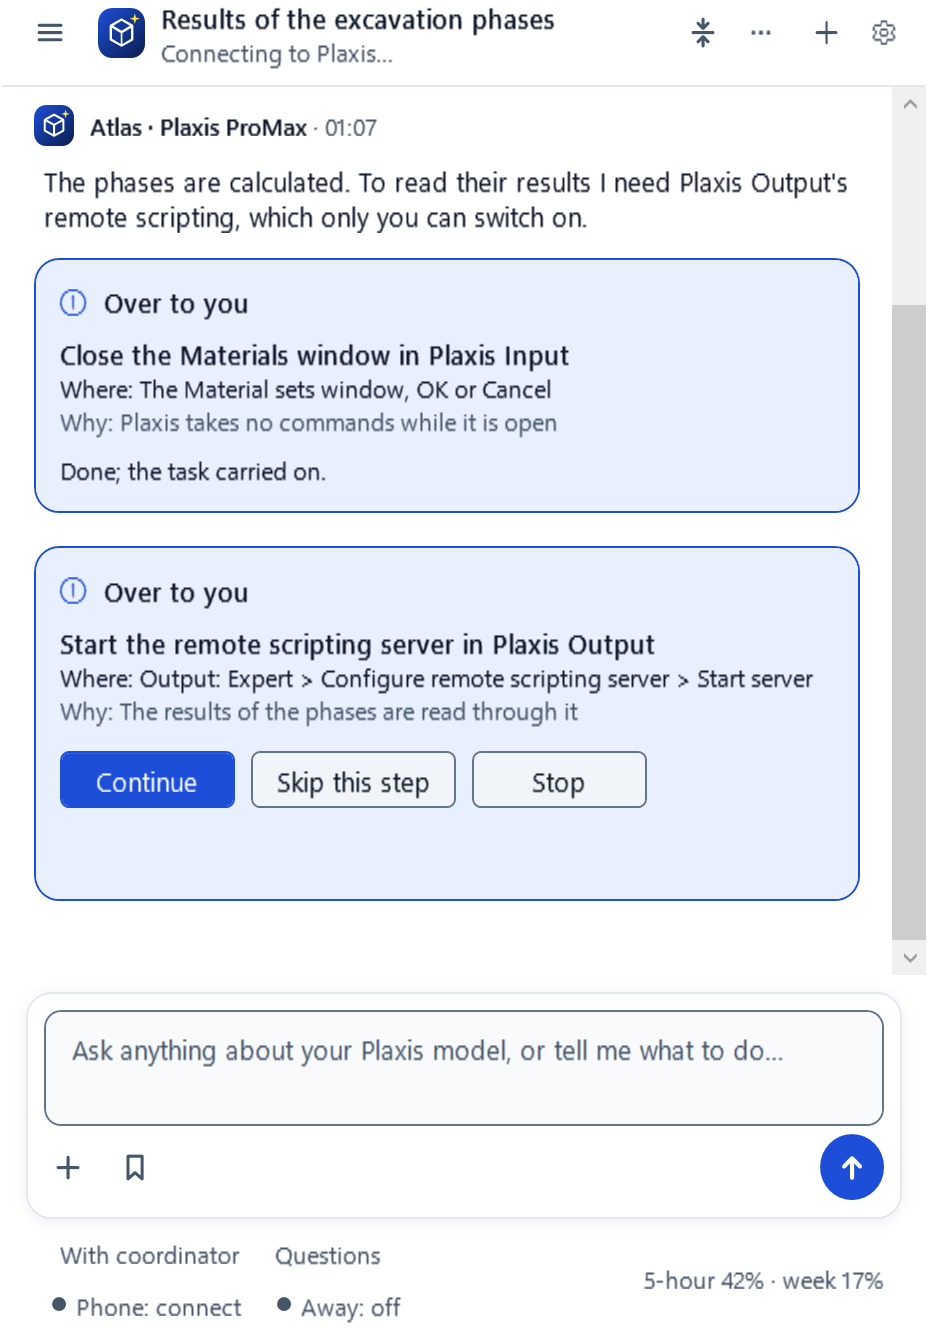 Results of the excavation phases
Connecting to Plaxis...
Atlas · Plaxis ProMax · 01:07
The phases are calculated. To read their results I need Plaxis Output's
remote scripting, which only you can switch on.
Over to you
Close the Materials window in Plaxis Input
Where: The Material sets window, OK or Cancel
Why: Plaxis takes no commands while it is open
Done; the task carried on.
Over to you
Start the remote scripting server in Plaxis Output
Where: Output: Expert > Configure remote scripting server > Start server
Why: The results of the phases are read through it
Continue
Skip this step
Stop
Ask anything about your Plaxis model, or tell me what to do...
With coordinator
Questions
5-hour 42% · week 17%
Phone: connect
Away: off